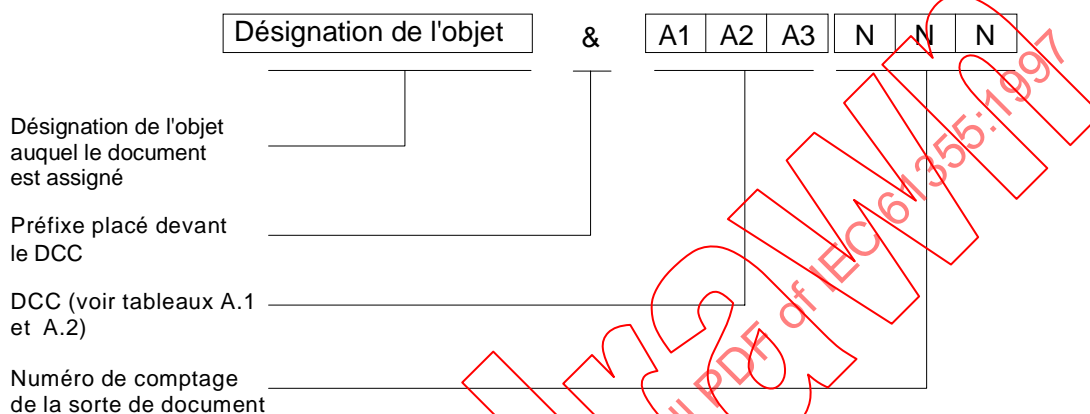 Désignation de l'objet & A1 A2 A3 N N N
Désignation de l'objet
auquel le document
est assigné
Préfixe placé devant
le DCC
DCC (voir tableaux A.1
et A.2)
Numéro de comptage
de la sorte de document
PDF of IEC 61355:1997